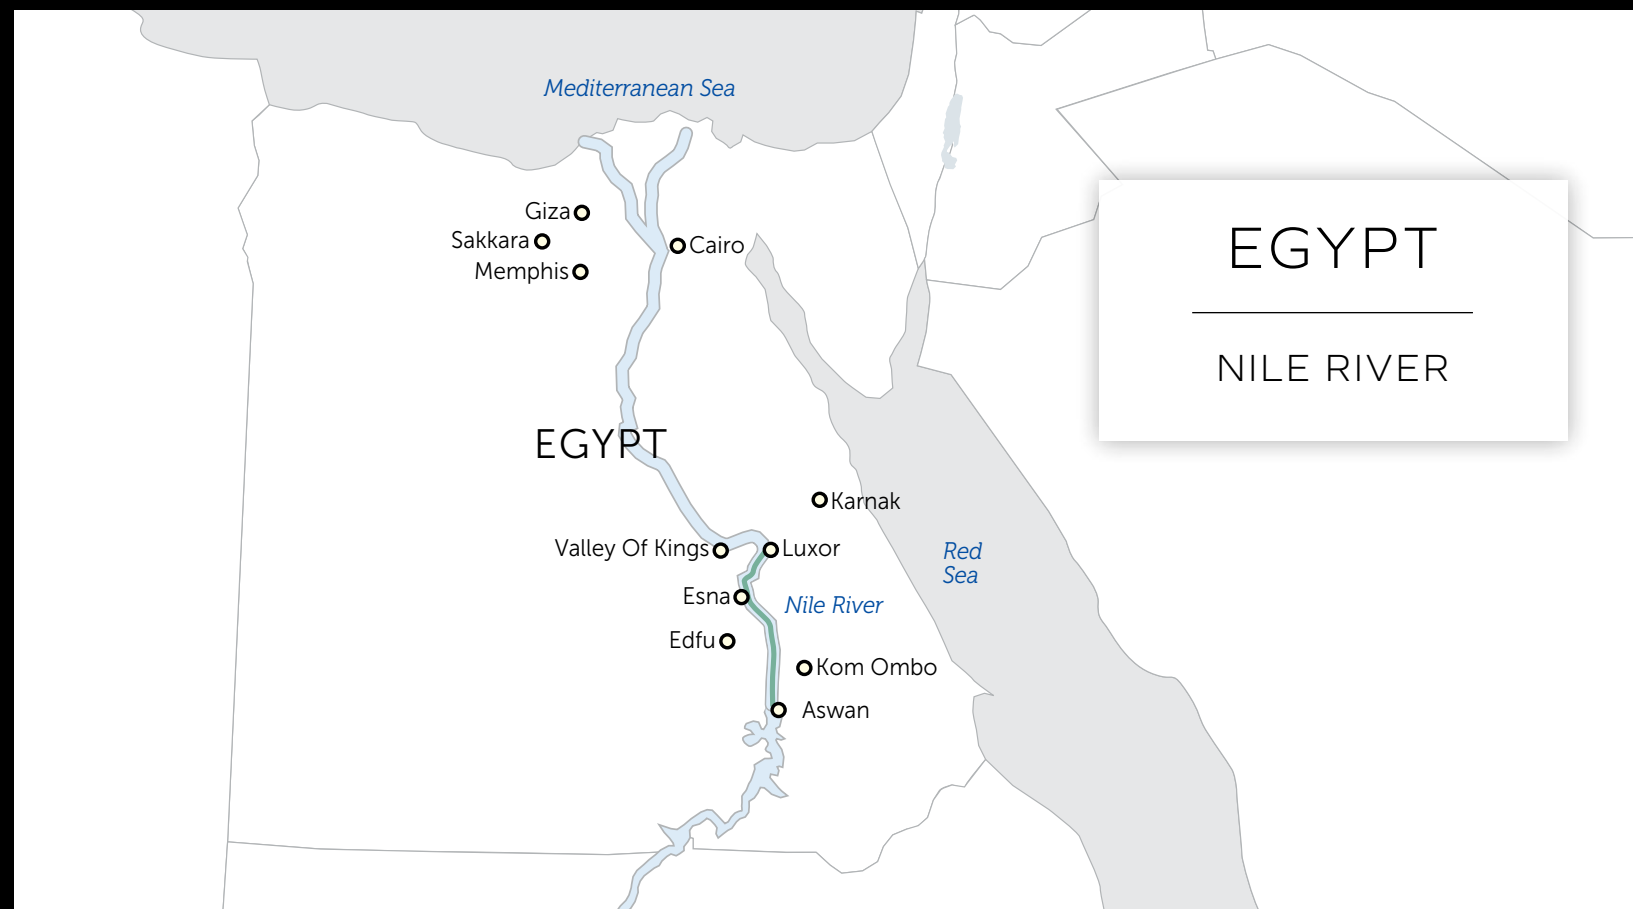 Mediterranean Sea
Giza
Sakkara
Cairo
Memphis
EGYPT
NILE RIVER
EGYPT
Karnak
Valley Of Kings
Luxor
Red
Sea
Esna
Nile River
Edfu
Kom Ombo
Aswan